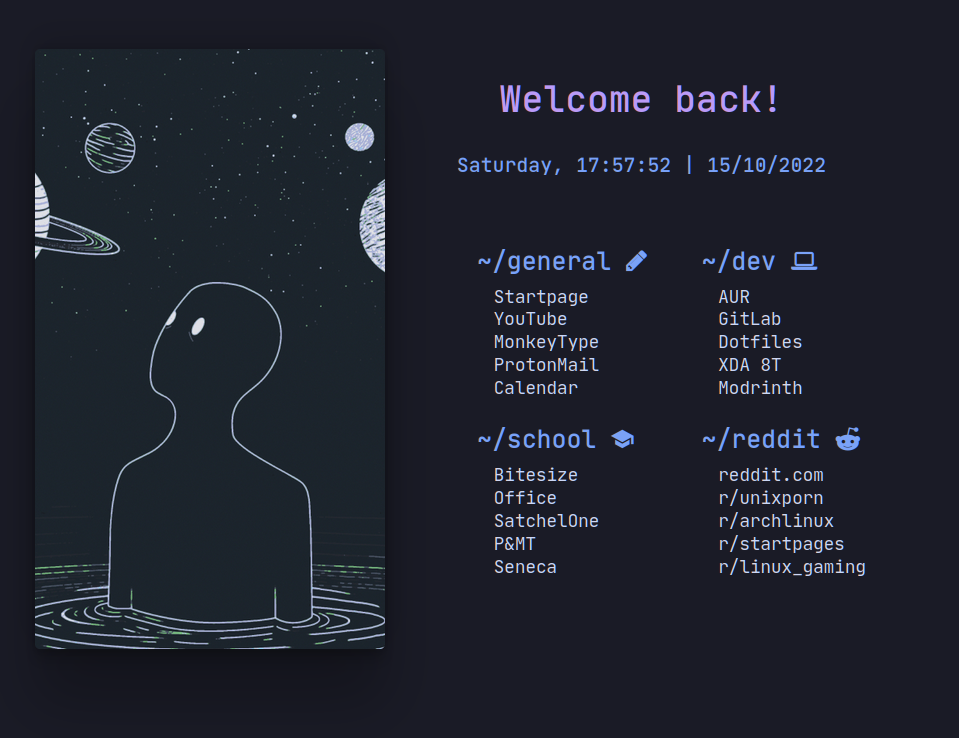 Welcome back!
Saturday, 17:57:52 | 15/10/2022
~/general
Startpage
YouTube
MonkeyType
ProtonMail
Calendar
~/dev
AUR
GitLab
Dotfiles
XDA 8T
Modrinth
~/school
Bitesize
Office
SatchelOne
P&MT
Seneca
~/reddit
reddit.com
r/unixporn
r/archlinux
r/startpages
r/linux_gaming